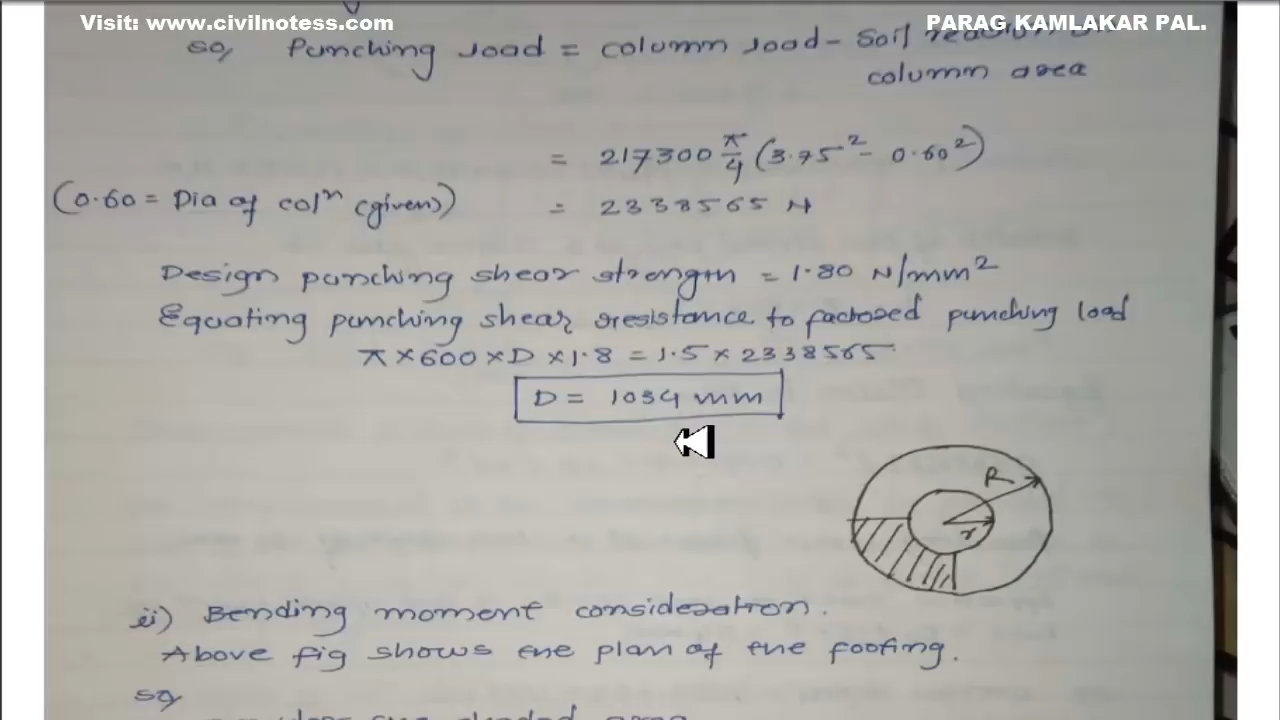 Visit: www.civilnotess.com
PARAG KAMLAKAR PAL.
so, Punching load = column load - Soil reaction on
column area
= 217300 π/4 (3.75² - 0.60²)
(0.60 = Dia of colⁿ (given))
= 2338565 N
Design punching shear strength = 1.80 N/mm²
Equating punching shear resistance to factored punching load
π × 600 × D × 1.8 = 1.5 × 2338565
D = 1034 mm
R
r
ii) Bending moment consideration.
Above fig shows the plan of the footing.
so,